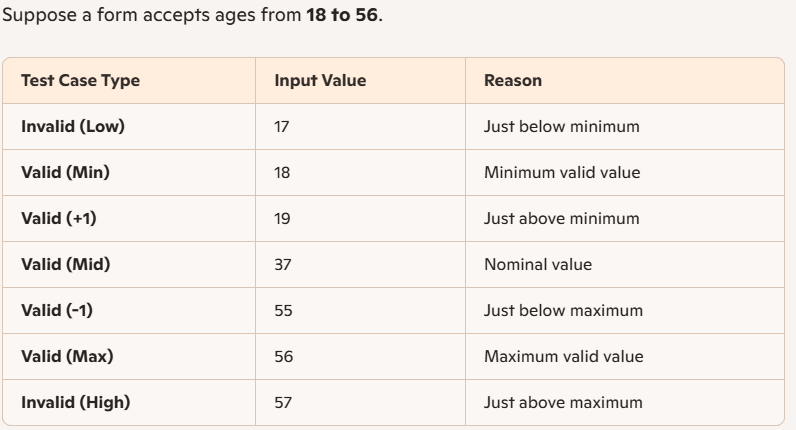 Suppose a form accepts ages from 18 to 56.
Test Case Type Input Value Reason
Invalid (Low) 17 Just below minimum
Valid (Min) 18 Minimum valid value
Valid (+1) 19 Just above minimum
Valid (Mid) 37 Nominal value
Valid (-1) 55 Just below maximum
Valid (Max) 56 Maximum valid value
Invalid (High) 57 Just above maximum